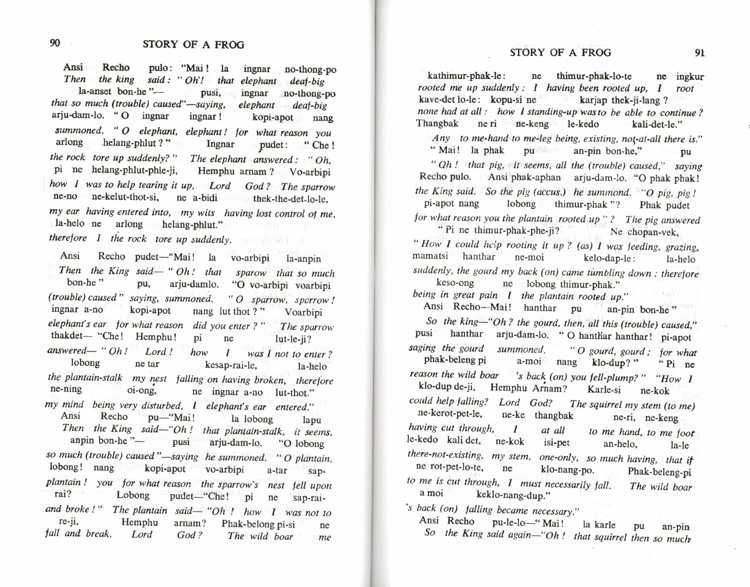 90
STORY OF A FROG
Ansi Recho pulo: "Mai! la ingnar no-thong-po
Then the king said: "Oh! that elephant deaf-big
la-anset bon-he"— pusi, ingnar no-thong-po
that so much (trouble) caused"—saying, elephant deaf-big
arju-dam-lo. "O ingnar ingnar! kopi-apot nang
summoned. "O elephant, elephant! for what reason you
arlong helang-phlut?" Ingnar pudet: "Che!
the rock tore up suddenly?" The elephant answered: "Oh,
pi ne helang-phlut-phle-ji, Hemphu arnam? Vo-arbipi
how I was to help tearing it up, Lord God? The sparrow
ne-no ne-kelut-thot-si, ne a-bidi thek-the-det-lo-le,
my ear having entered into, my wits having lost control of me.
la-helo ne arlong helang-phlut."
therefore I the rock tore up suddenly.
Ansi Recho pudet—"Mai! la vo-arbipi la-anpin
Then the King said—"Oh! that sparow that so much
bon-he" pu, arju-damlo. "O vo-arbipi voarbipi
(trouble) caused" saying, summoned. "O sparrow, sparrow!
ingnar a-no kopi-apot nang lut thot?" Voarbipi
elephant's ear for what reason did you enter?" The sparrow
thakdet— "Che! Hemphu! pi ne lut-le-ji?
answered— "Oh! Lord! how I was I not to enter?
lobong ne tar kesap-rai-le, la-helo
the plantain-stalk my nest falling on having broken, therefore
ne-ning oi-ong, ne ingnar a-no lut-thot."
my mind being very disturbed, I elephant's ear entered."
Ansi Recho pu—"Mai! la lobong lapu
Then the King said—"Oh! that plantain-stalk, it seems,
anpin bon-he"— pusi arju-dam-lo. "O lobong
so much (trouble) caused"—saying he summoned. "O plantain,
lobong! nang kopi-apot vo-arbipi a-tar sap-
plantain! you for what reason the sparrow's nest fell upon
rai? Lobong pudet—"Che! pi ne sap-rai-
and broke!" The plantain said— "Oh! how I was not to
re-ji, Hemphu arnam? Phak-belong pi-si ne
fall and break, Lord God? The wild boar me
STORY OF A FROG
91
kathimur-phak-le: ne thimur-phak-lo-te ne ingkur
rooted me up suddenly: I having been rooted up, I root
kave-det lo-le: kopu-si ne karjap thek-ji-lang?
none had at all: how I standing-up was to be able to continue?
Thangbak ne ri ne-keng le-kedo kali-det-le."
Any to me-hand to me-leg being, existing, not-at-all there is."
"Mai! la phak pu an-pin bon-he," pu
"Oh! that pig, it seems, all the (trouble) caused," saying
Recho pulo. Ansi phak-aphan arju-dam-lo. "O phak phak!
the King said. So the pig (accus.) he summoned. "O pig, pig!
pi-apot nang lobong thimur-phak"? Phak pudet
for what reason you the plantain rooted up"? The pig answered
"Pi ne thimur-phak-phe-ji? Ne chopan-vek,
"How I could help rooting it up? (as) I was feeding, grazing,
mamatsi hanthar ne-moi kelo-dap-le: la-helo
suddenly, the gourd my back (on) came tumbling down: therefore
keso-ong ne lobong thimur-phak."
being in great pain I the plantain rooted up."
Ansi Recho—Mai! hanthar pu an-pin bon-he"
So the king—"Oh? the gourd, then, all this (trouble) caused,"
pusi hanthar arju-dam-lo. "O hanthar hanthar! pi-apot
saging the gourd summoned. "O gourd, gourd; for what
phak-beleng pi a-moi nang klo-dup?" "Pi ne
reason the wild boar 's back (on) you fell-plump?" "How I
klo-dup de-ji, Hemphu Arnam? Karle-si ne-kok
could help falling? Lord God? The squirrel my stem (to me)
ne-kerot-pet-le, ne-ke thangbak ne-ri, ne-keng
having cut through, I at all to me hand, to me foot
le-kedo kali det, ne-kok isi-pet an-helo, la-le
there-not-existing, my stem, one-only, so much having, that if
ne rot-pet-lo-te, ne klo-nang-po. Phak-beleng-pi
to me is cut through, I must necessarily fall. The wild boar
a moi keklo-nang-dup."
's back (on) falling became necessary."
Ansi Recho pu-le-lo—"Mai! la karle pu an-pin
So the King said again—"Oh! that squirrel then so much